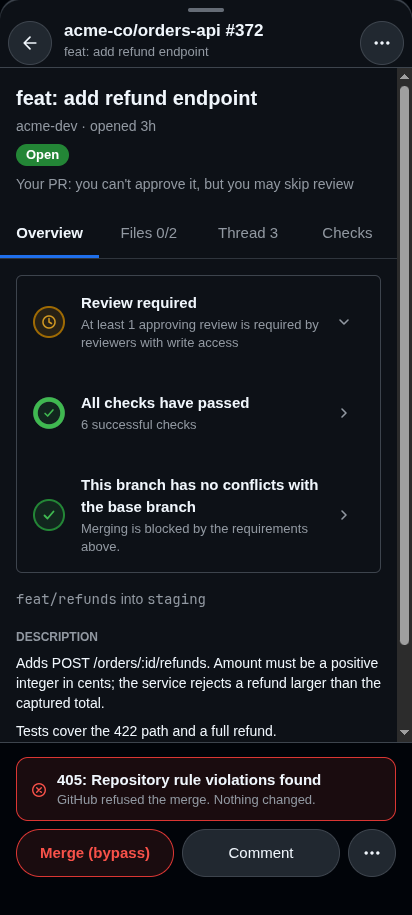 acme-co/orders-api #372
feat: add refund endpoint
feat: add refund endpoint
acme-dev · opened 3h
Open
Your PR: you can't approve it, but you may skip review
Overview
Files 0/2
Thread 3
Checks
Review required
At least 1 approving review is required by
reviewers with write access
All checks have passed
6 successful checks
This branch has no conflicts with
the base branch
Merging is blocked by the requirements
above.
feat/refunds into staging
DESCRIPTION
Adds POST /orders/:id/refunds. Amount must be a positive
integer in cents; the service rejects a refund larger than the
captured total.
Tests cover the 422 path and a full refund.
405: Repository rule violations found
GitHub refused the merge. Nothing changed.
Merge (bypass)
Comment